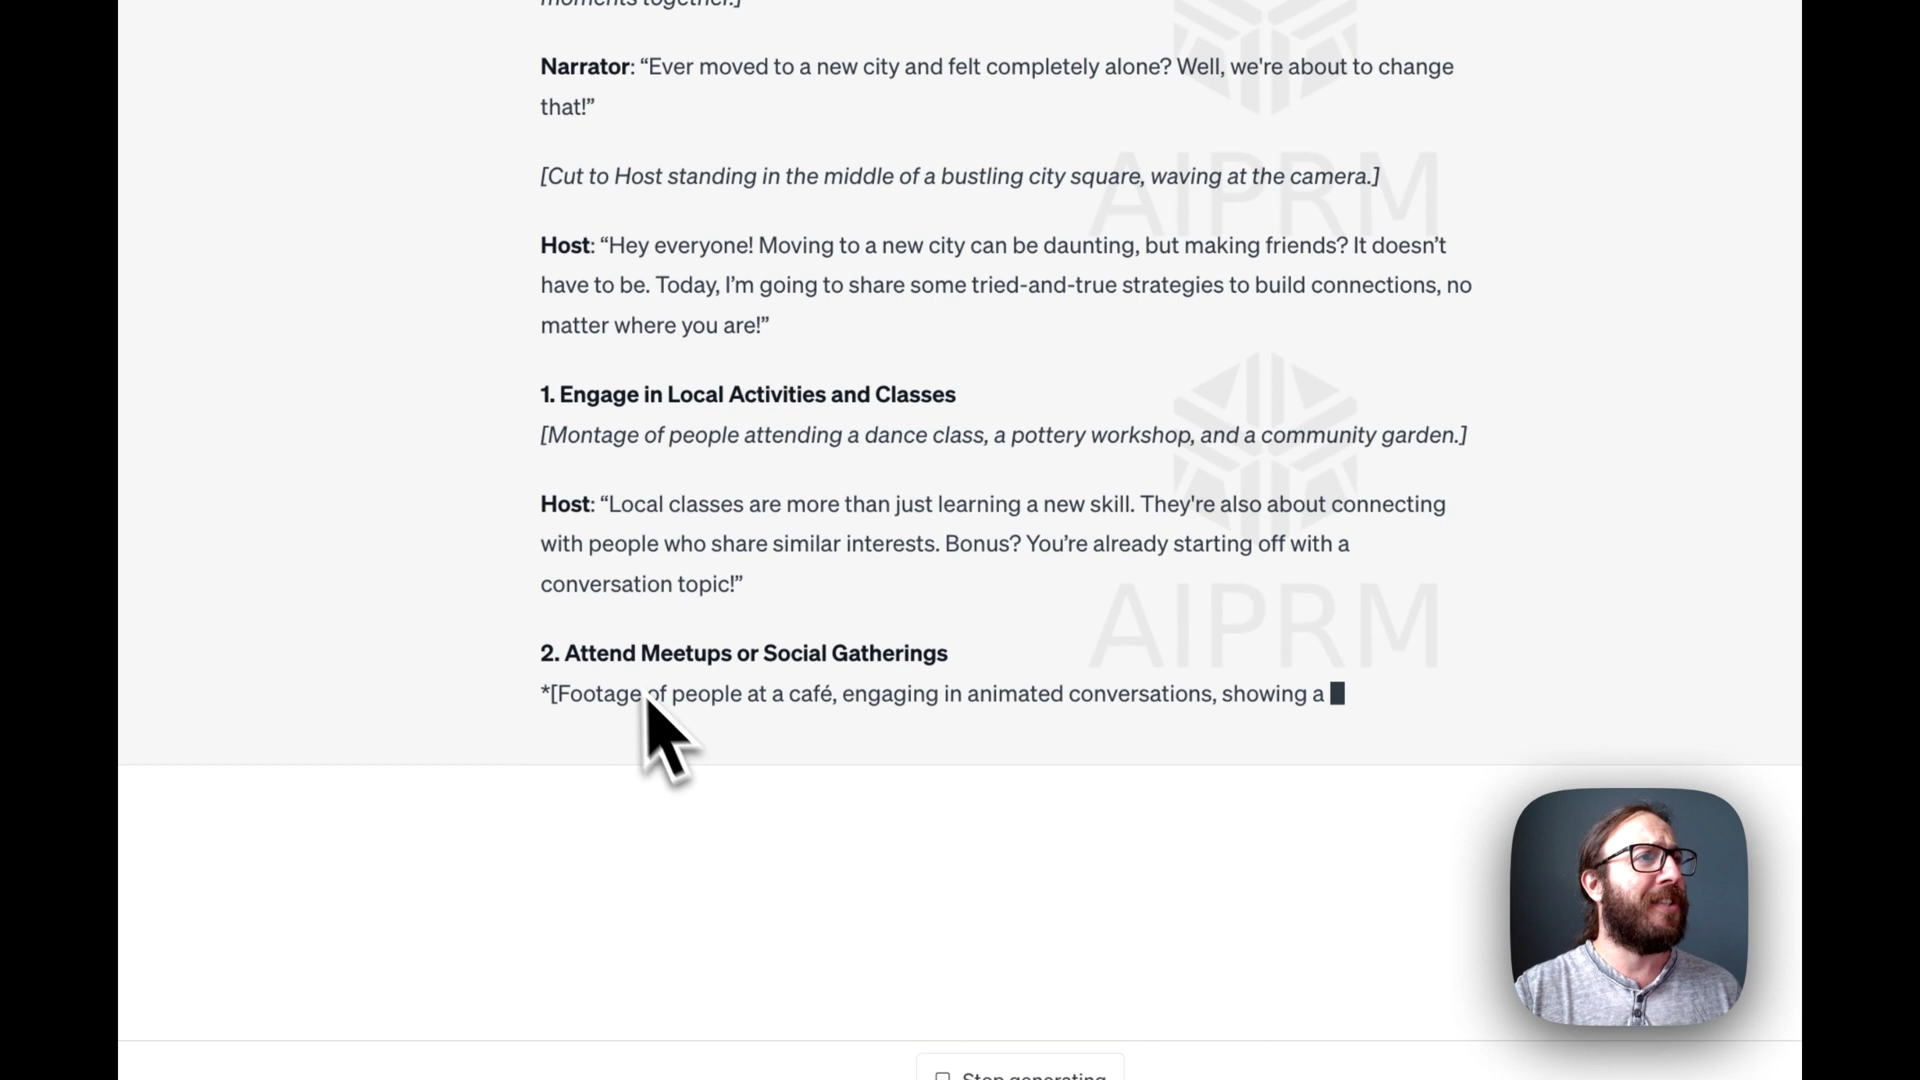 moments together.]
Narrator: “Ever moved to a new city and felt completely alone? Well, we're about to change
that!”
[Cut to Host standing in the middle of a bustling city square, waving at the camera.]
AIPRM
Host: “Hey everyone! Moving to a new city can be daunting, but making friends? It doesn’t
have to be. Today, I’m going to share some tried-and-true strategies to build connections, no
matter where you are!”
1. Engage in Local Activities and Classes
[Montage of people attending a dance class, a pottery workshop, and a community garden.]
Host: “Local classes are more than just learning a new skill. They're also about connecting
with people who share similar interests. Bonus? You’re already starting off with a
conversation topic!”
AIPRM
2. Attend Meetups or Social Gatherings
*[Footage of people at a café, engaging in animated conversations, showing a
Stop generating